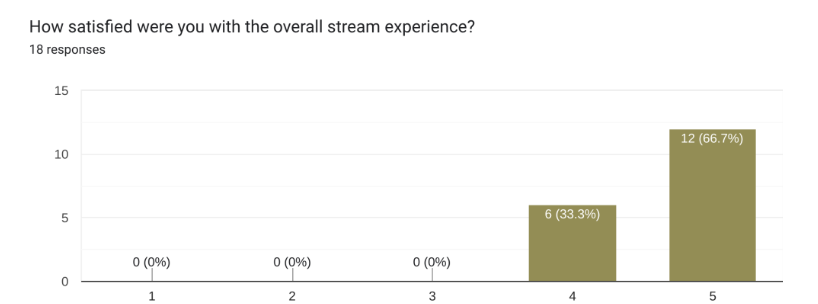 How satisfied were you with the overall stream experience?
18 responses
15
12 (66.7%)
10
5
6 (33.3%)
0 (0%) 0 (0%) 0 (0%)
0
1 2 3 4 5